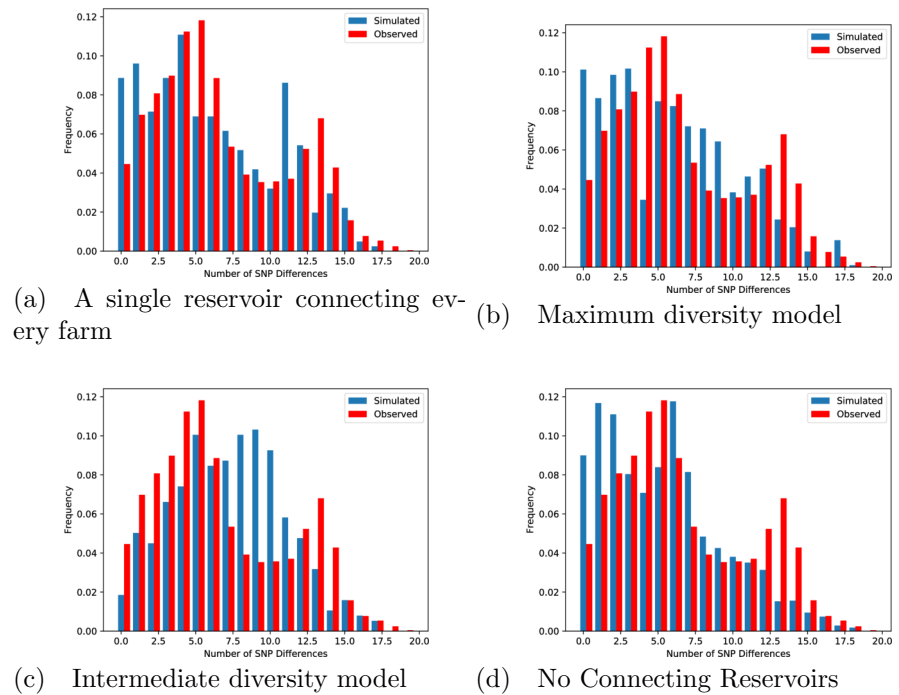 0.12
0.10
0.08
0.06
0.04
0.02
0.00
Frequency
Simulated
Observed
0.0 2.5 5.0 7.5 10.0 12.5 15.0 17.5 20.0
Number of SNP Differences
(a) A single reservoir connecting ev-
ery farm
0.12
0.10
0.08
0.06
0.04
0.02
0.00
Frequency
Simulated
Observed
0.0 2.5 5.0 7.5 10.0 12.5 15.0 17.5 20.0
Number of SNP Differences
(b) Maximum diversity model
0.12
0.10
0.08
0.06
0.04
0.02
0.00
Frequency
Simulated
Observed
0.0 2.5 5.0 7.5 10.0 12.5 15.0 17.5 20.0
Number of SNP Differences
(c) Intermediate diversity model
0.12
0.10
0.08
0.06
0.04
0.02
0.00
Frequency
Simulated
Observed
0.0 2.5 5.0 7.5 10.0 12.5 15.0 17.5 20.0
Number of SNP Differences
(d) No Connecting Reservoirs